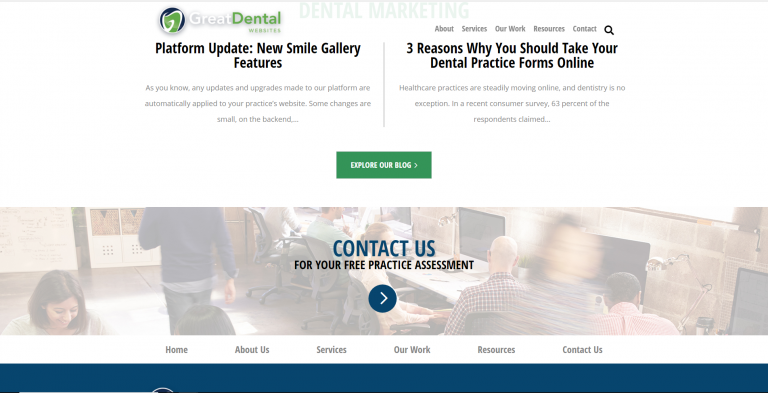 DENTAL MARKETING
GreatDental
WEBSITES
About Services Our Work Resources Contact
Platform Update: New Smile Gallery
Features
As you know, any updates and upgrades made to our platform are
automatically applied to your practice's website. Some changes are
small, on the backend,...
3 Reasons Why You Should Take Your
Dental Practice Forms Online
Healthcare practices are steadily moving online, and dentistry is no
exception. In a recent consumer survey, 63 percent of the
respondents claimed...
EXPLORE OUR BLOG >
CONTACT US
FOR YOUR FREE PRACTICE ASSESSMENT
Home About Us Services Our Work Resources Contact Us